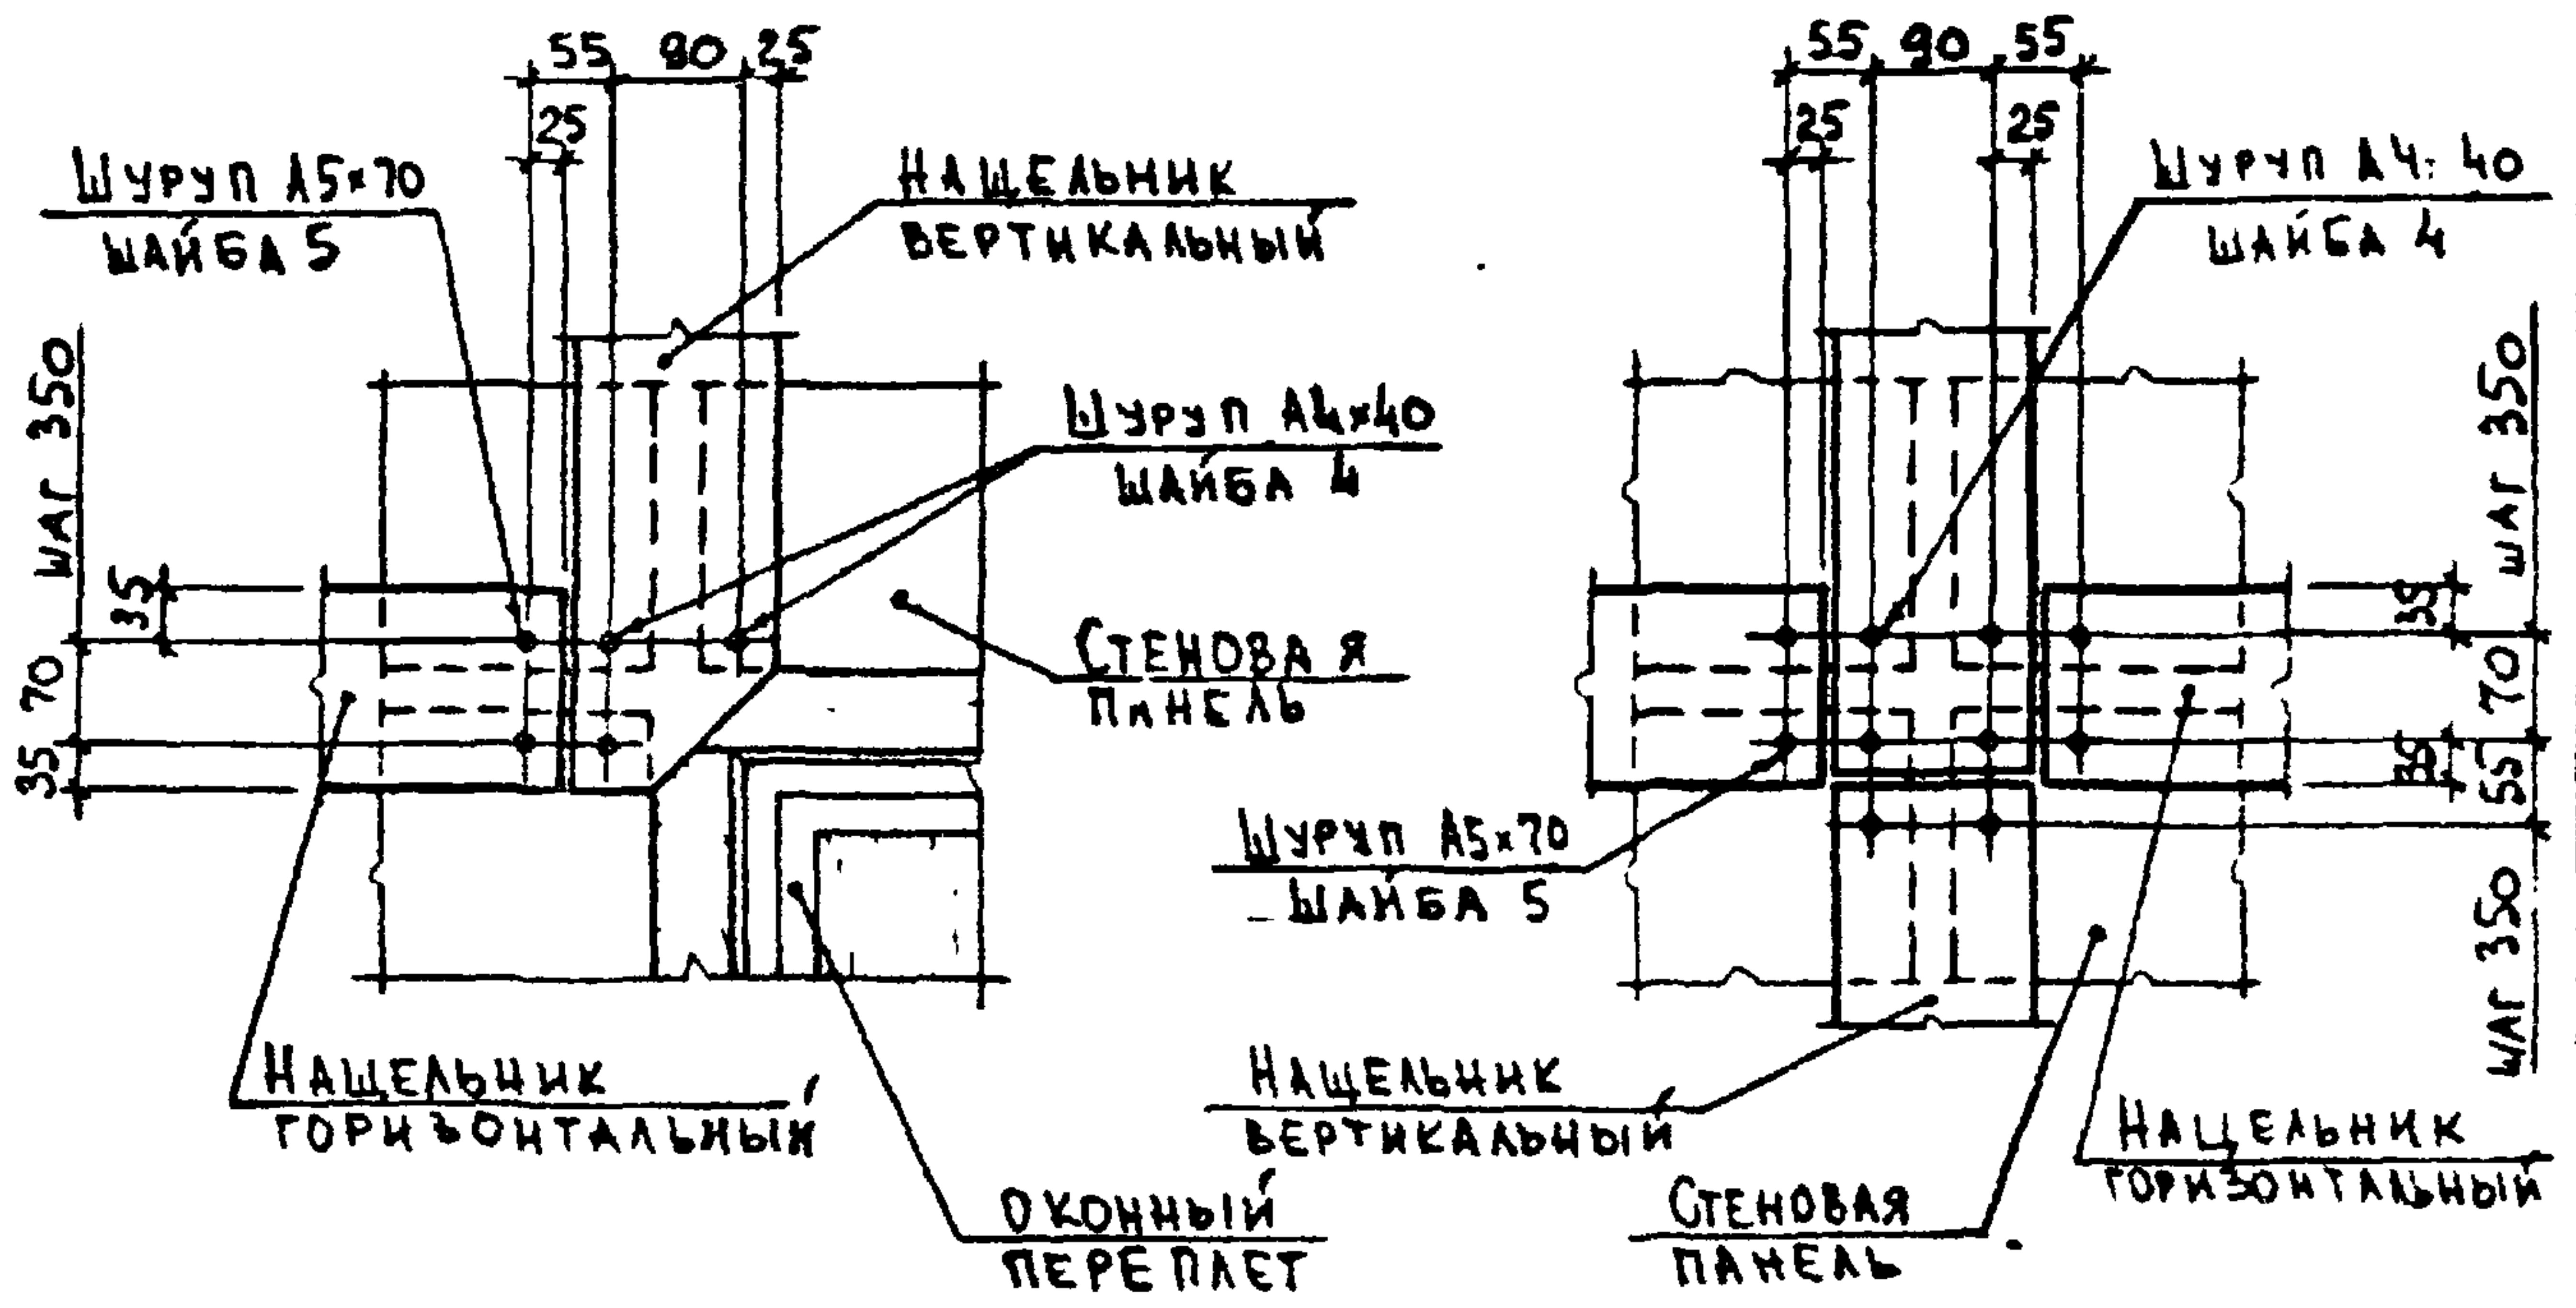 55 90 25
25
Шуруп А5×70
шайба 5
Нащельник
вертикальный
Шуруп А4×40
шайба 4
Стеновая
панель
шаг 350
35
70
35
Нащельник
горизонтальный
Оконный
переплет
55 90 55
25 25
Шуруп А4×40
шайба 4
шаг 350
35
70
35
55
шаг 350
Шуруп А5×70
шайба 5
Нащельник
вертикальный
Стеновая
панель
Нащельник
горизонтальный